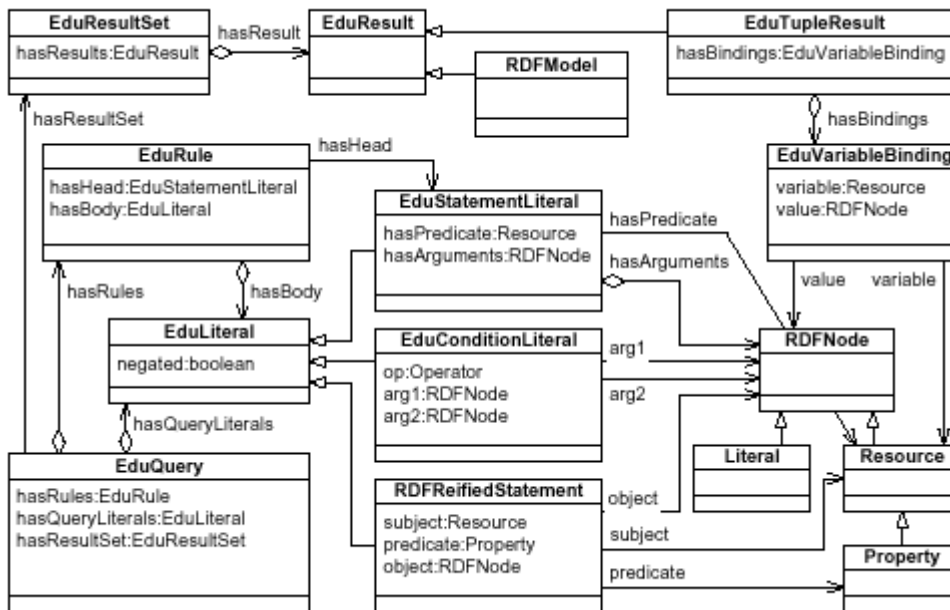 EduResultSet
hasResults:EduResult
hasResult
EduResult
EduTupleResult
hasBindings:EduVariableBinding
RDFModel
hasResultSet
hasBindings
EduRule
hasHead:EduStatementLiteral
hasBody:EduLiteral
hasHead
EduVariableBinding
variable:Resource
value:RDFNode
EduStatementLiteral
hasPredicate:Resource
hasArguments:RDFNode
hasPredicate
hasArguments
hasRules
hasBody
value
variable
EduLiteral
negated:boolean
EduConditionLiteral
op:Operator
arg1:RDFNode
arg2:RDFNode
arg1
arg2
RDFNode
hasQueryLiterals
EduQuery
hasRules:EduRule
hasQueryLiterals:EduLiteral
hasResultSet:EduResultSet
Literal
Resource
RDFReifiedStatement
subject:Resource
predicate:Property
object:RDFNode
object
subject
predicate
Property